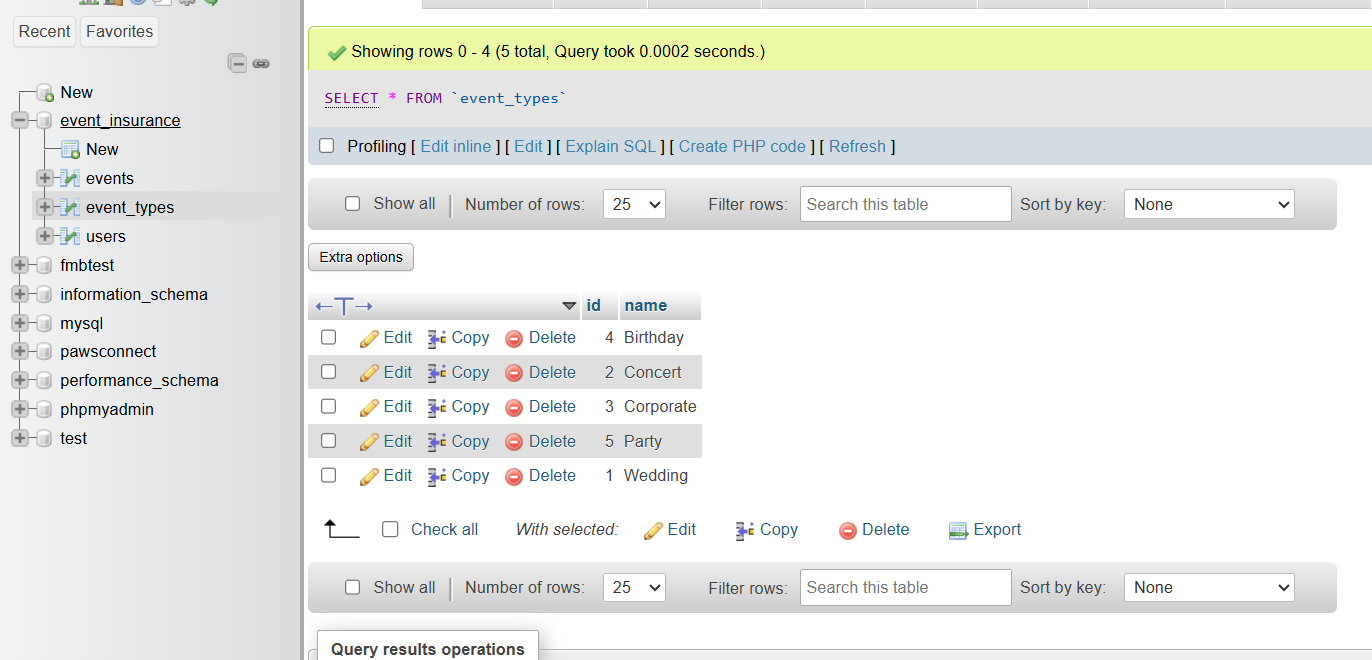 Recent Favorites
New
event_insurance
New
events
event_types
users
fmbtest
information_schema
mysql
pawsconnect
performance_schema
phpmyadmin
test
Showing rows 0 - 4 (5 total, Query took 0.0002 seconds.)
SELECT * FROM `event_types`
Profiling [ Edit inline ] [ Edit ] [ Explain SQL ] [ Create PHP code ] [ Refresh ]
Show all | Number of rows: 25 Filter rows: Search this table Sort by key: None
Extra options
←T→ id name
Edit Copy Delete 4 Birthday
Edit Copy Delete 2 Concert
Edit Copy Delete 3 Corporate
Edit Copy Delete 5 Party
Edit Copy Delete 1 Wedding
Check all With selected: Edit Copy Delete Export
Show all | Number of rows: 25 Filter rows: Search this table Sort by key: None
Query results operations